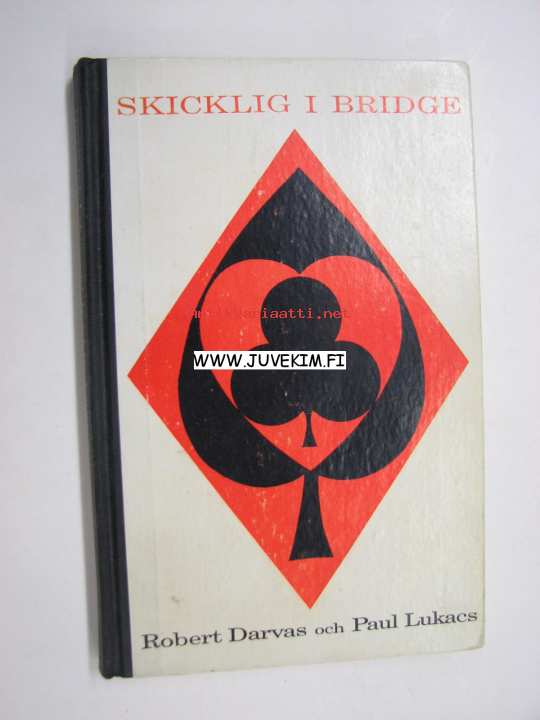 SKICKLIG I BRIDGE
WWW.JUVEKIM.FI
Robert Darvas och Paul Lukacs